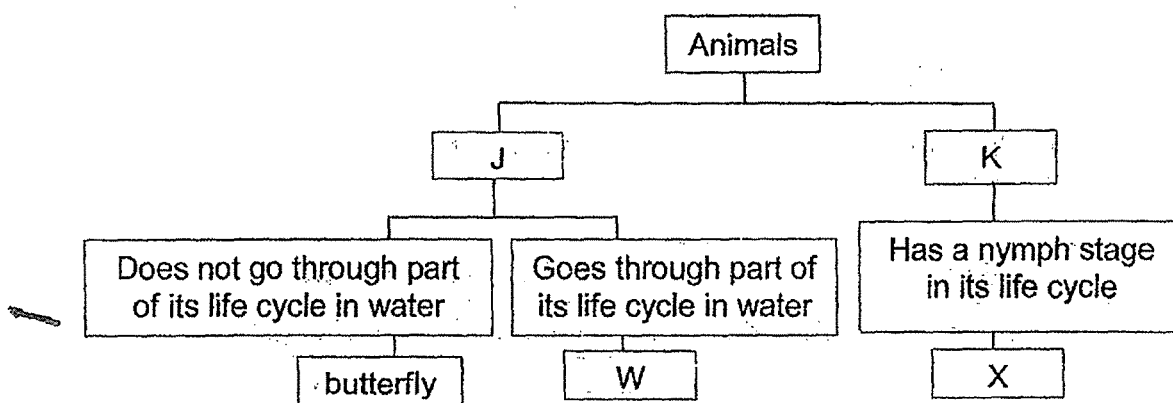 Animals
J
K
Does not go through part
of its life cycle in water
Goes through part of
its life cycle in water
Has a nymph stage
in its life cycle
butterfly
W
X